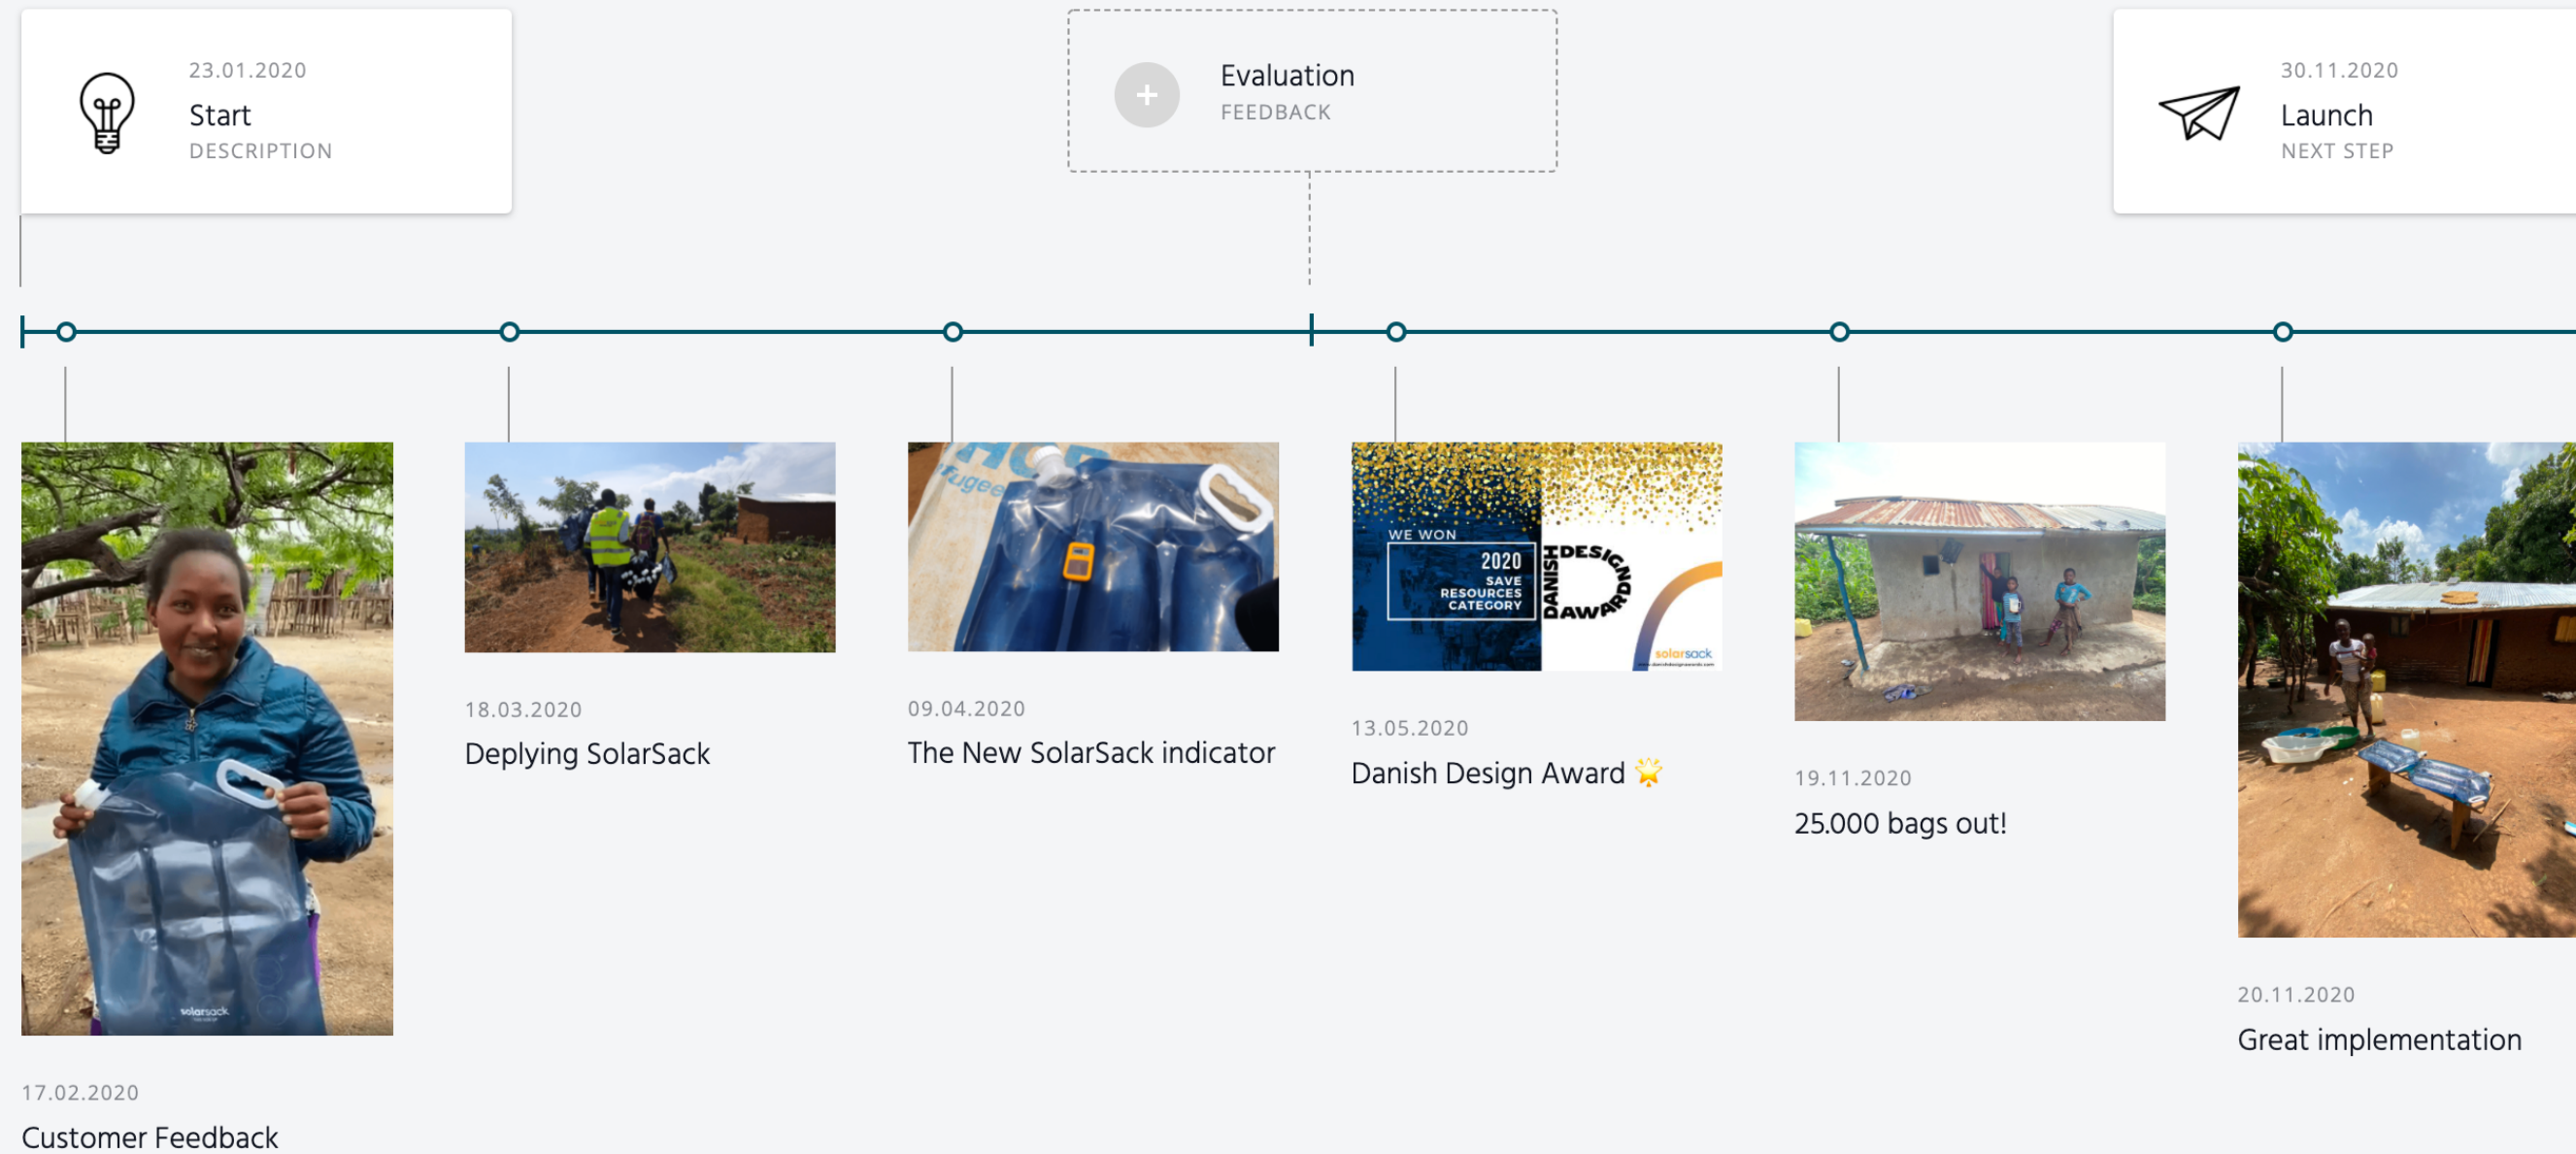 23.01.2020
Start
DESCRIPTION
Evaluation
FEEDBACK
30.11.2020
Launch
NEXT STEP
solarsack
17.02.2020
Customer Feedback
18.03.2020
Deplying SolarSack
09.04.2020
The New SolarSack indicator
WE WON
2020
SAVE
RESOURCES
CATEGORY
DANISH DESIGN AWARD
solarsack
13.05.2020
Danish Design Award 🌟
19.11.2020
25.000 bags out!
20.11.2020
Great implementation